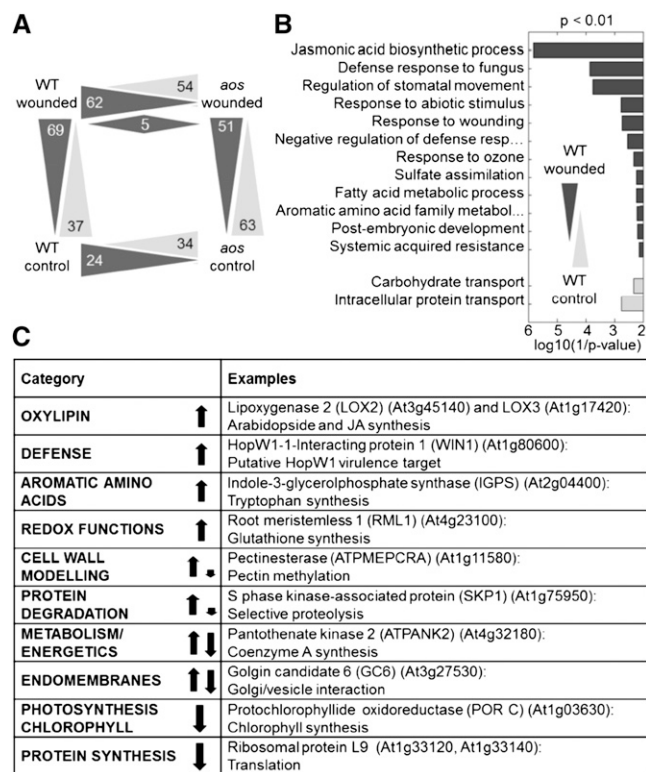 A
WT
wounded
54
62
aos
wounded
5
69
51
37
63
WT
control
34
24
aos
control
B
p < 0.01
Jasmonic acid biosynthetic process
Defense response to fungus
Regulation of stomatal movement
Response to abiotic stimulus
Response to wounding
Negative regulation of defense resp…
Response to ozone
Sulfate assimilation
Fatty acid metabolic process
Aromatic amino acid family metabol…
Post-embryonic development
Systemic acquired resistance
Carbohydrate transport
Intracellular protein transport
WT
wounded
WT
control
6 5 4 3 2
log10(1/p-value)
C
Category Examples
OXYLIPIN
Lipoxygenase 2 (LOX2) (At3g45140) and LOX3 (At1g17420):
Arabidopside and JA synthesis
DEFENSE
HopW1-1-Interacting protein 1 (WIN1) (At1g80600):
Putative HopW1 virulence target
AROMATIC AMINO
ACIDS
Indole-3-glycerolphosphate synthase (IGPS) (At2g04400):
Tryptophan synthesis
REDOX FUNCTIONS
Root meristemless 1 (RML1) (At4g23100):
Glutathione synthesis
CELL WALL
MODELLING
Pectinesterase (ATPMEPCRA) (At1g11580):
Pectin methylation
PROTEIN
DEGRADATION
S phase kinase-associated protein (SKP1) (At1g75950):
Selective proteolysis
METABOLISM/
ENERGETICS
Pantothenate kinase 2 (ATPANK2) (At4g32180):
Coenzyme A synthesis
ENDOMEMBRANES
Golgin candidate 6 (GC6) (At3g27530):
Golgi/vesicle interaction
PHOTOSYNTHESIS
CHLOROPHYLL
Protochlorophyllide oxidoreductase (POR C) (At1g03630):
Chlorophyll synthesis
PROTEIN SYNTHESIS
Ribosomal protein L9 (At1g33120, At1g33140):
Translation